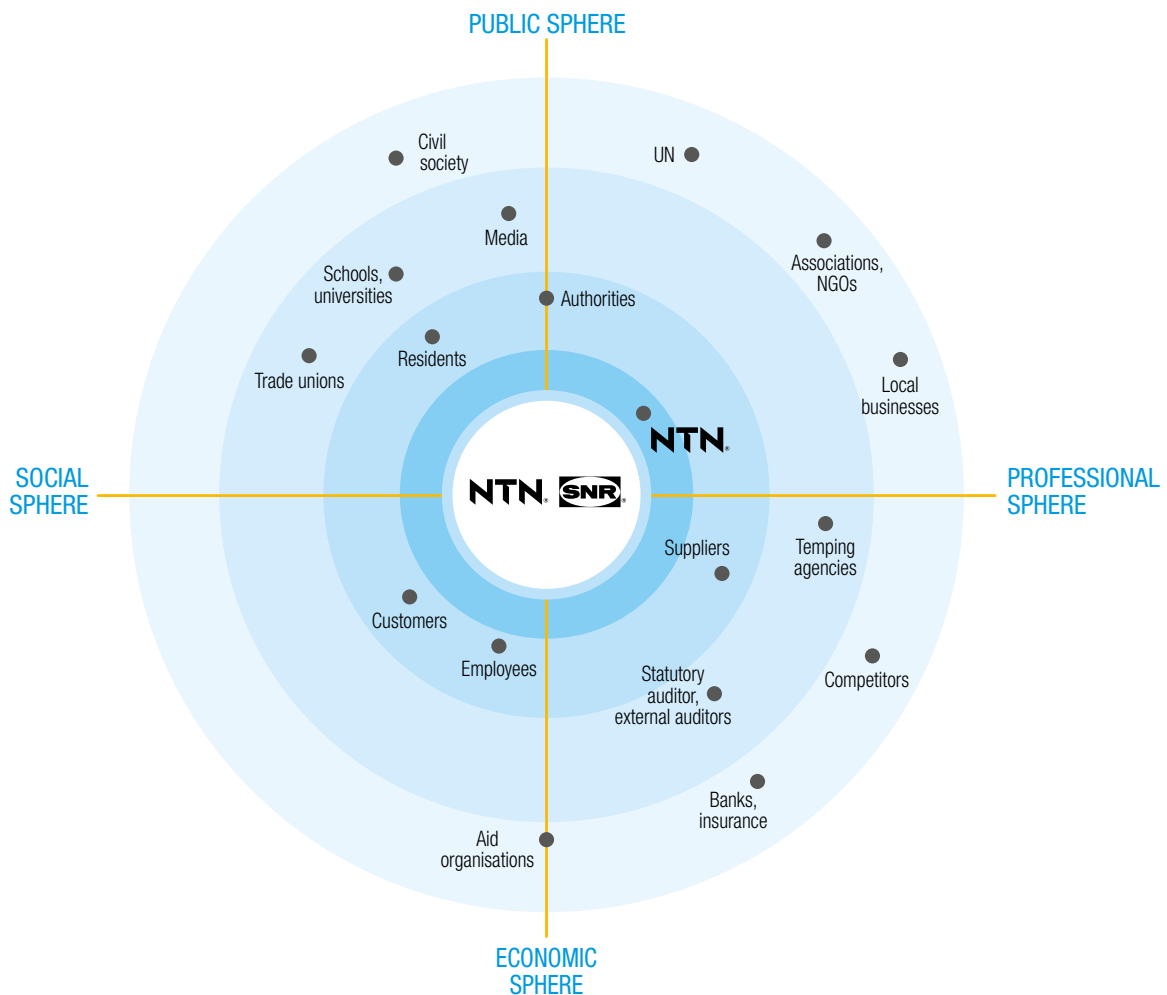 PUBLIC SPHERE
Civil
society
UN
Media
Associations,
NGOs
Schools,
universities
Authorities
Residents
Trade unions
Local
businesses
NTN®
SOCIAL
SPHERE
NTN® SNR®
PROFESSIONAL
SPHERE
Suppliers
Temping
agencies
Customers
Employees
Statutory
auditor,
external auditors
Competitors
Banks,
insurance
Aid
organisations
ECONOMIC
SPHERE